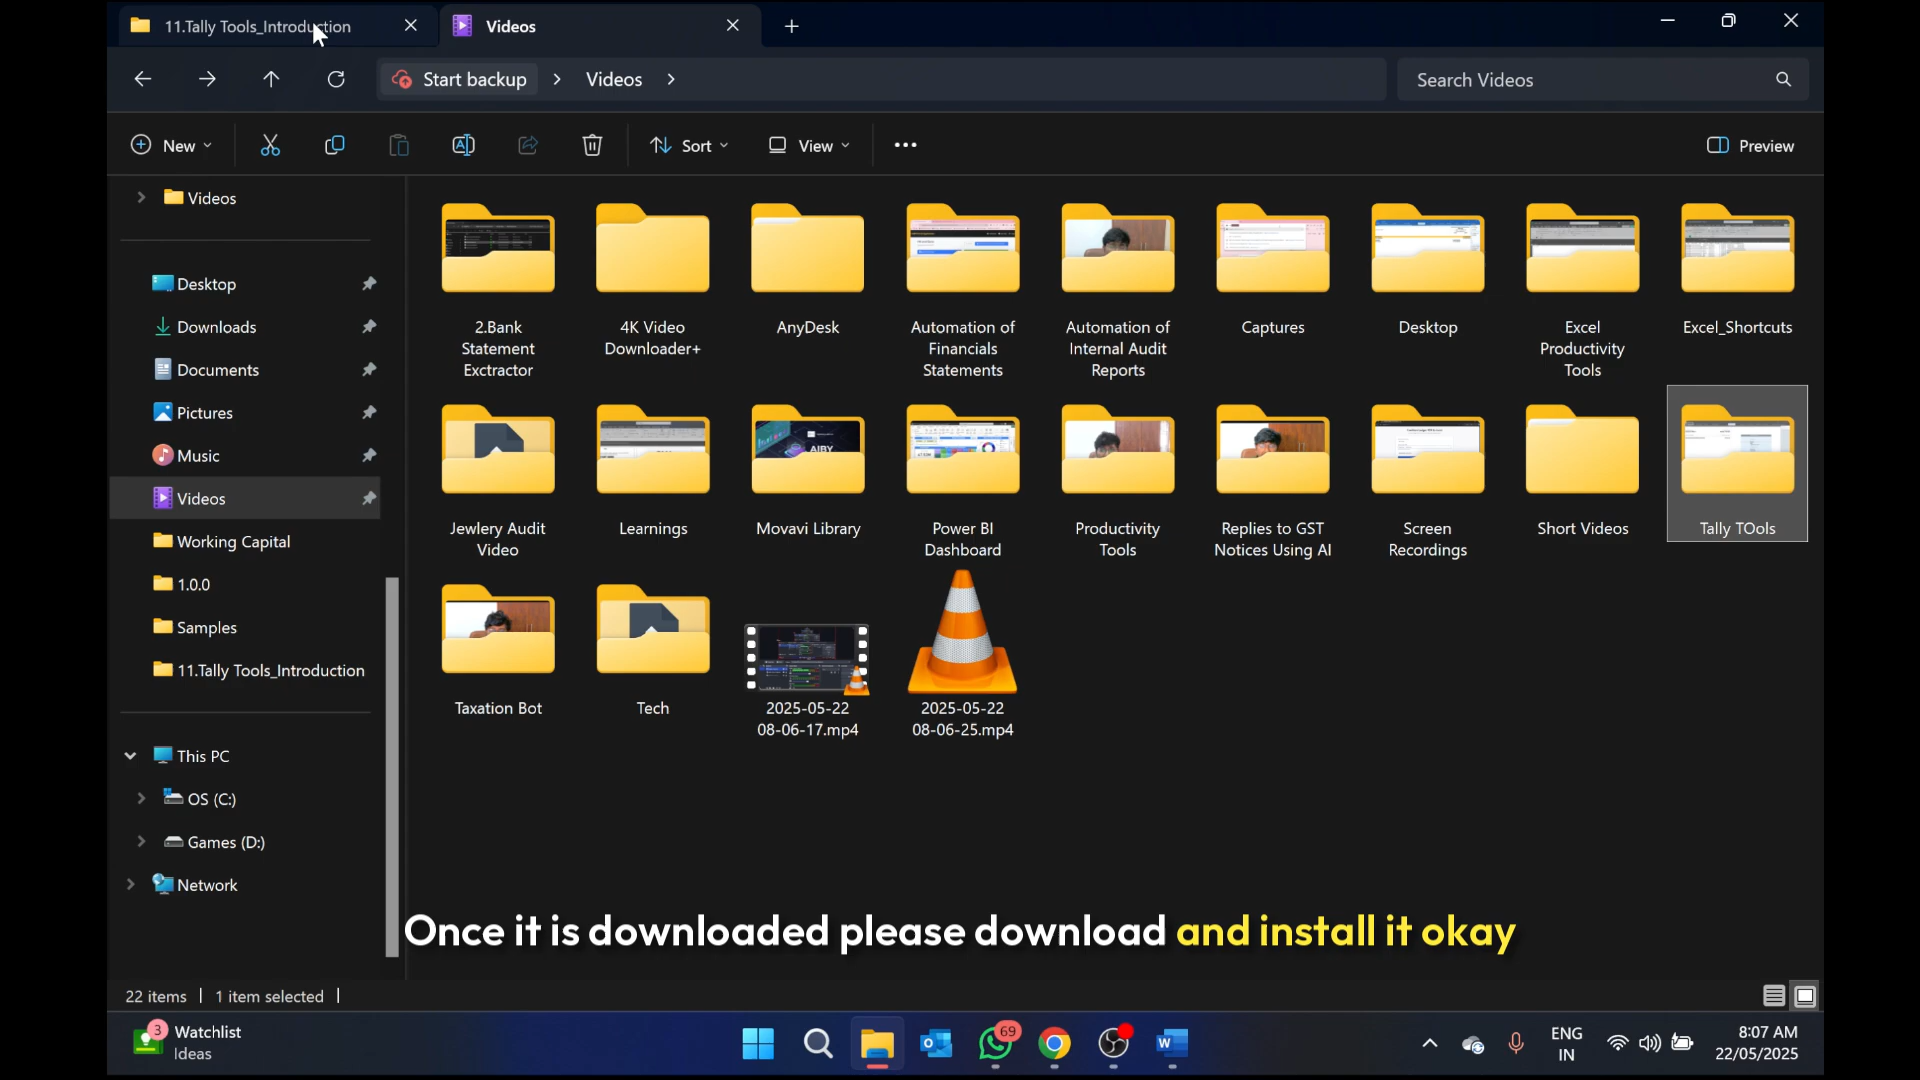 11.Tally Tools_Introduction
Videos
Start backup
Videos
Search Videos
New
Sort
View
Preview
Videos
Desktop
Downloads
Documents
Pictures
Music
Videos
Working Capital
1.0.0
Samples
11.Tally Tools_Introduction
This PC
OS (C:)
Games (D:)
Network
2.Bank
Statement
Exctractor
4K Video
Downloader+
AnyDesk
Automation of
Financials
Statements
Automation of
Internal Audit
Reports
Captures
Desktop
Excel
Productivity
Tools
Excel_Shortcuts
Jewlery Audit
Video
Learnings
AIBY
Movavi Library
Power BI
Dashboard
Productivity
Tools
Replies to GST
Notices Using AI
Screen
Recordings
Short Videos
Tally TOols
Taxation Bot
Tech
2025-05-22
08-06-17.mp4
2025-05-22
08-06-25.mp4
Once it is downloaded please download and install it okay
22 items
1 item selected
3
Watchlist
Ideas
69
ENG
IN
8:07 AM
22/05/2025